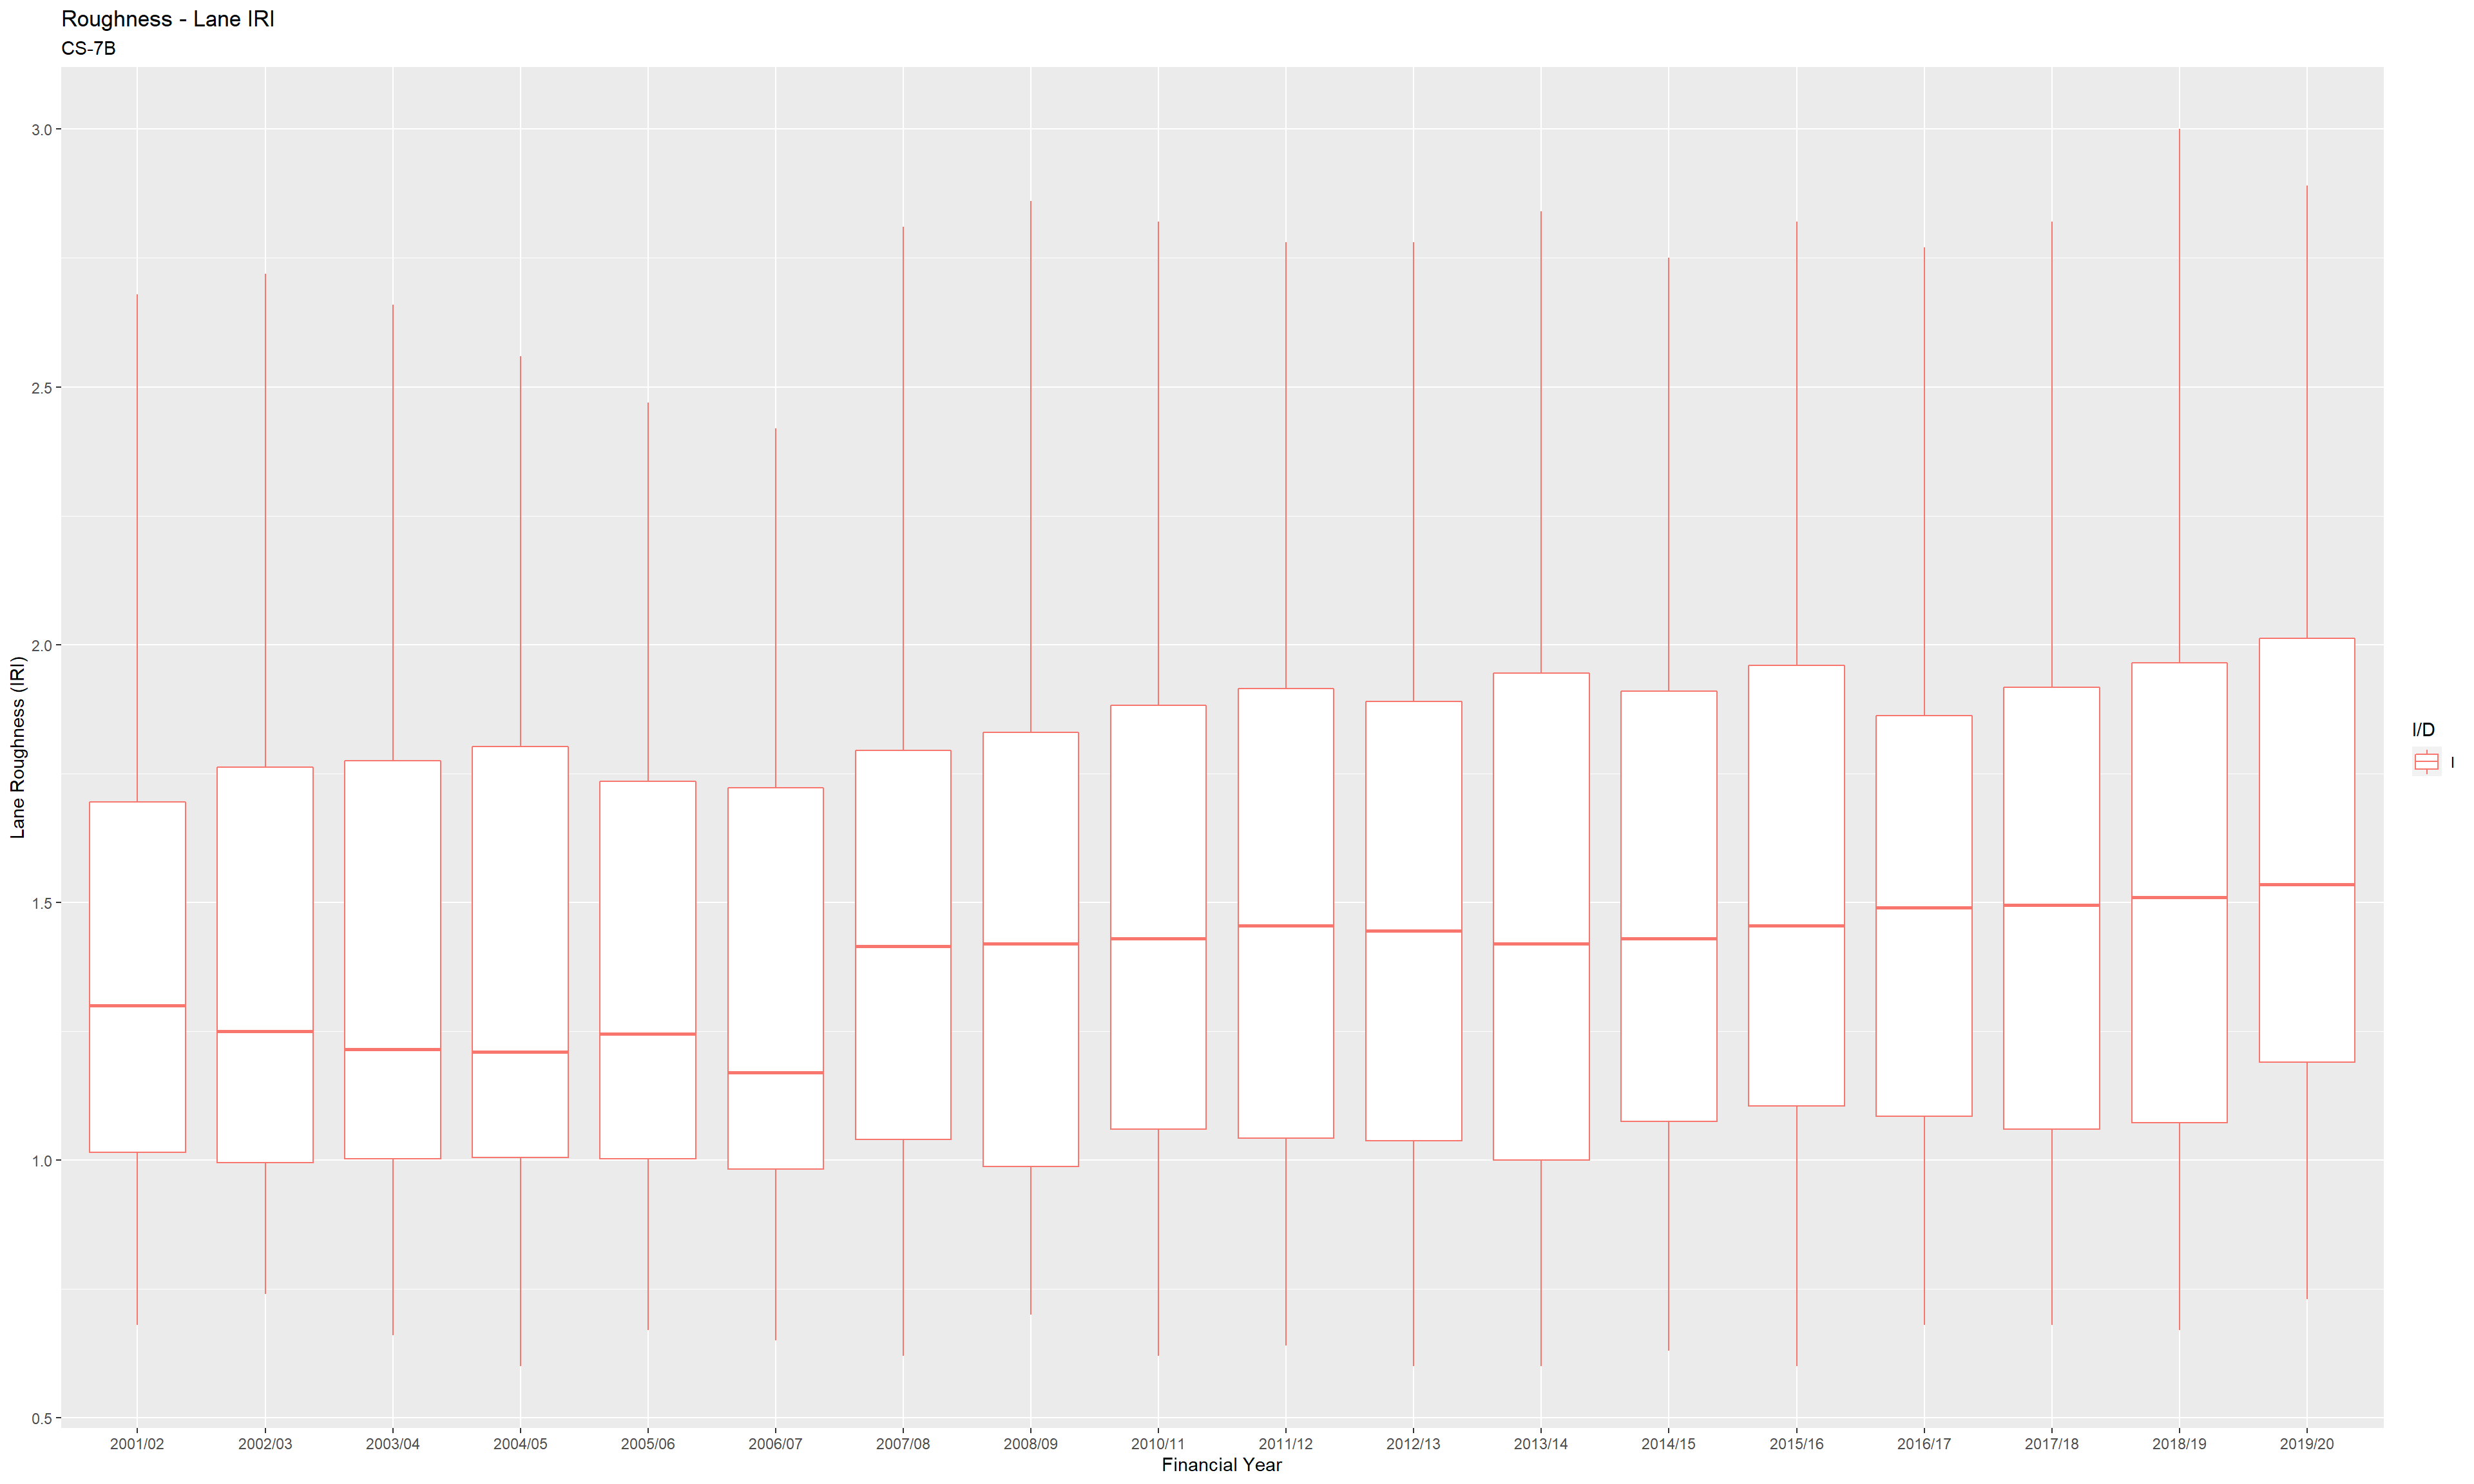 Roughness - Lane IRI
CS-7B
Lane Roughness (IRI)
3.0
2.5
2.0
1.5
1.0
0.5
2001/02 2002/03 2003/04 2004/05 2005/06 2006/07 2007/08 2008/09 2010/11 2011/12 2012/13 2013/14 2014/15 2015/16 2016/17 2017/18 2018/19 2019/20
Financial Year
I/D
I